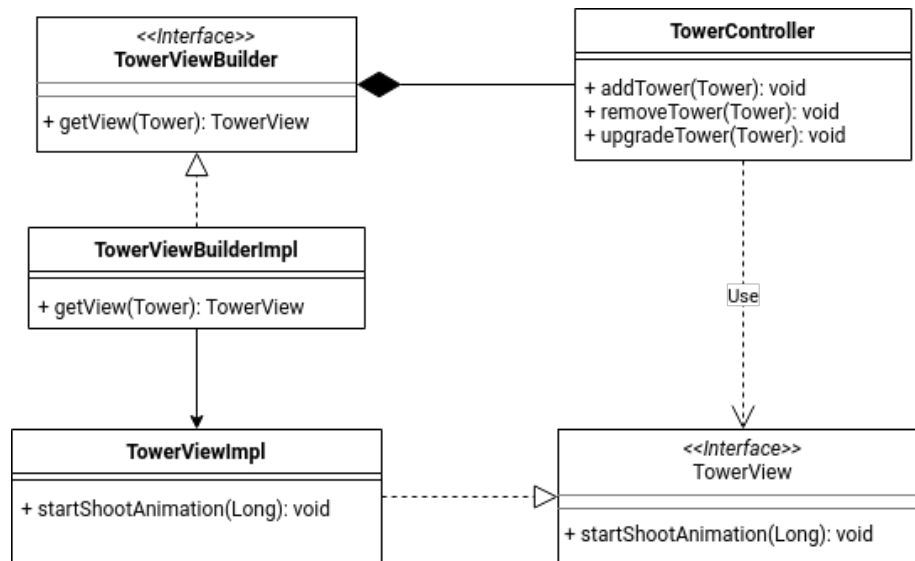 <<Interface>>
TowerViewBuilder
+ getView(Tower): TowerView
TowerController
+ addTower(Tower): void
+ removeTower(Tower): void
+ upgradeTower(Tower): void
TowerViewBuilderImpl
+ getView(Tower): TowerView
Use
TowerViewImpl
+ startShootAnimation(Long): void
<<Interface>>
TowerView
+ startShootAnimation(Long): void